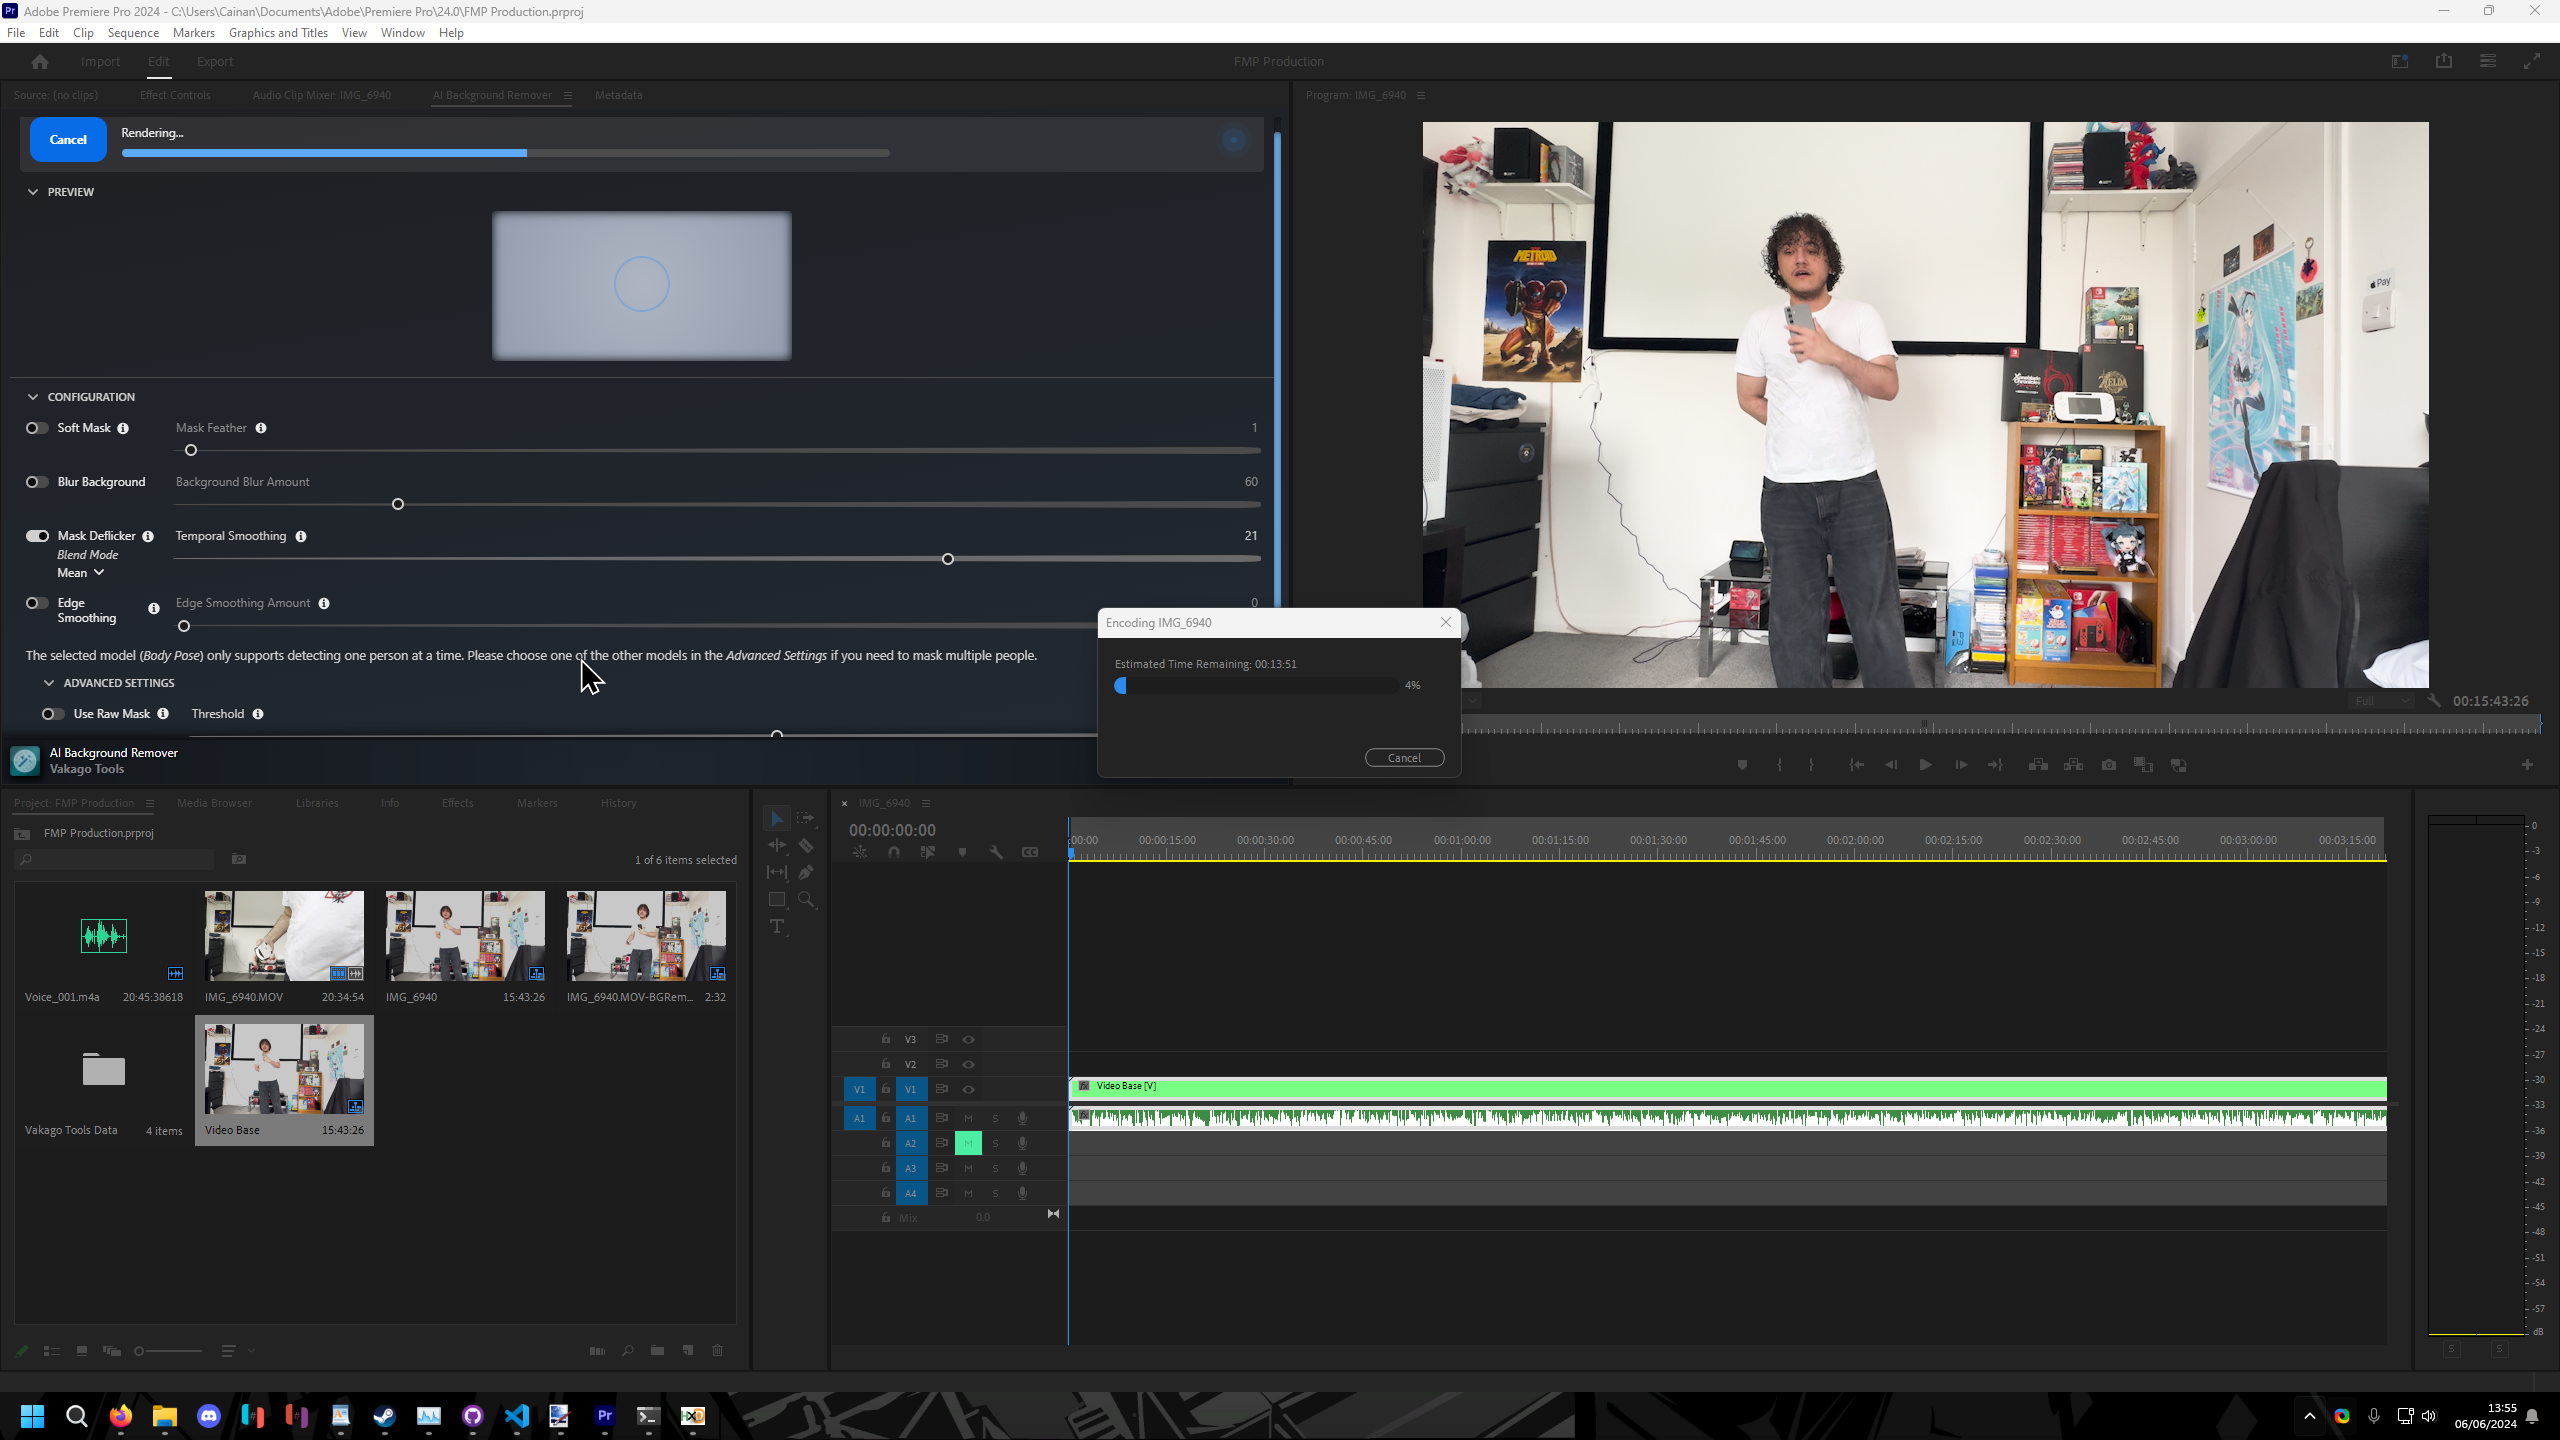 Adobe Premiere Pro 2024 - C:\Users\Cainan\Documents\Adobe\Premiere Pro\24.0\FMP Production.prproj
File Edit Clip Sequence Markers Graphics and Titles View Window Help
Import Edit Export
FMP Production
Source: (no clips) Effect Controls Audio Clip Mixer: IMG_6940 AI Background Remover Metadata
Program: IMG_6940
Cancel
Rendering...
PREVIEW
CONFIGURATION
Soft Mask Mask Feather 1
Blur Background Background Blur Amount 60
Mask Deflicker Temporal Smoothing 21
Blend Mode
Mean
Edge Smoothing Edge Smoothing Amount 0
The selected model (Body Pose) only supports detecting one person at a time. Please choose one of the other models in the Advanced Settings if you need to mask multiple people.
ADVANCED SETTINGS
Use Raw Mask Threshold
AI Background Remover
Vakago Tools
METROID
Pay
ZELDA
Encoding IMG_6940
Estimated Time Remaining: 00:13:51
4%
Cancel
Full 00:15:43:26
Project: FMP Production Media Browser Libraries Info Effects Markers History
FMP Production.prproj
1 of 6 items selected
Voice_001.m4a 20:45:38618
IMG_6940.MOV 20:34:54
IMG_6940 15:43:26
IMG_6940.MOV-BGRem... 2:32
Vakago Tools Data 4 items
Video Base 15:43:26
IMG_6940
00:00:00:00
:00:00 00:00:15:00 00:00:30:00 00:00:45:00 00:01:00:00 00:01:15:00 00:01:30:00 00:01:45:00 00:02:00:00 00:02:15:00 00:02:30:00 00:02:45:00 00:03:00:00 00:03:15:00
V3
V2
V1 V1
Video Base [V]
A1 A1 M S
A2 M S
A3 M S
A4 M S
Mix 0.0
0
-3
-6
-9
-12
-15
-18
-21
-24
-27
-30
-33
-36
-39
-42
-45
-48
-51
-54
-57
dB
S S
13:55
06/06/2024